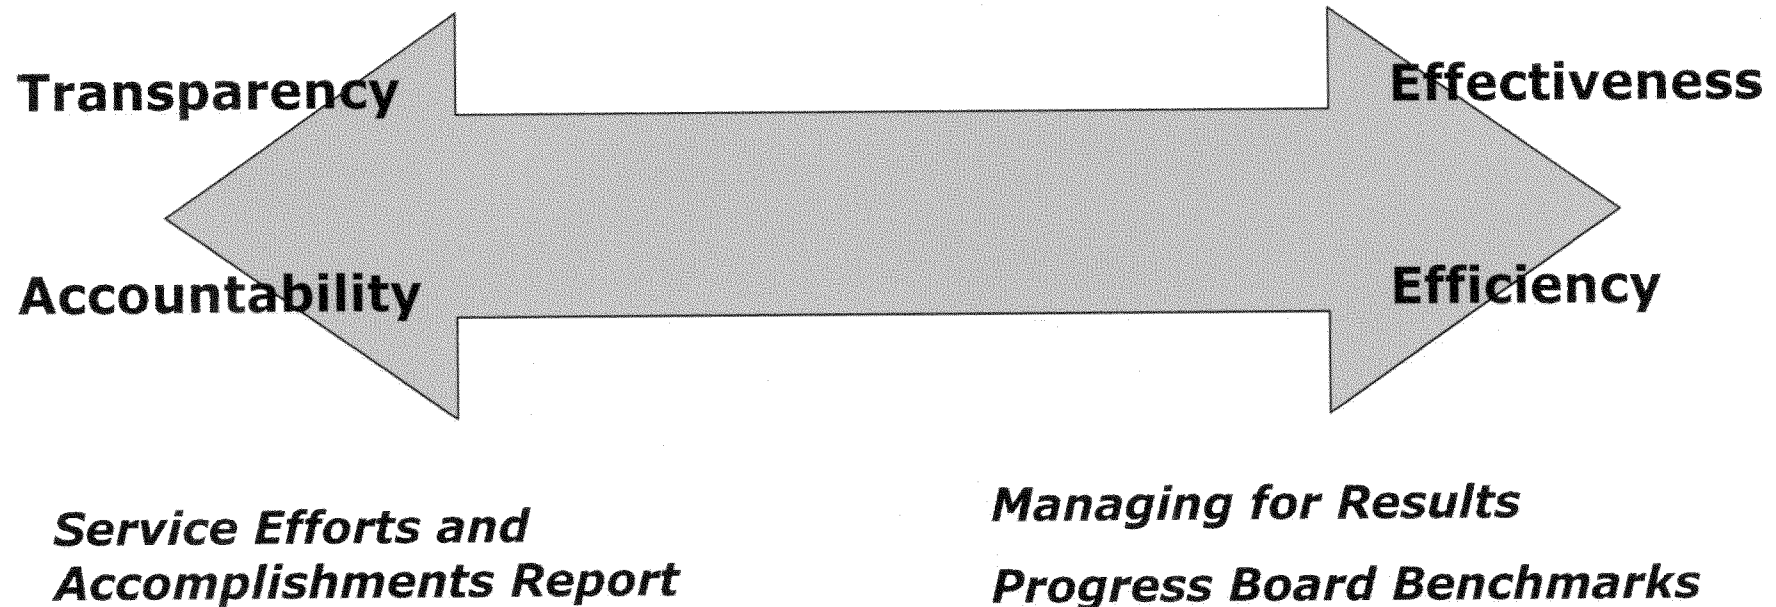 Transparency
Effectiveness
Accountability
Efficiency
Service Efforts and
Accomplishments Report
Managing for Results
Progress Board Benchmarks